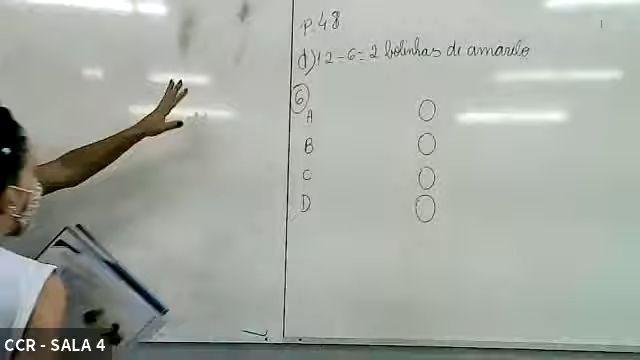 p. 48
d) 12 - 6 = 2 bolinhas de amarelo
6
A
B
C
D
CCR - SALA 4